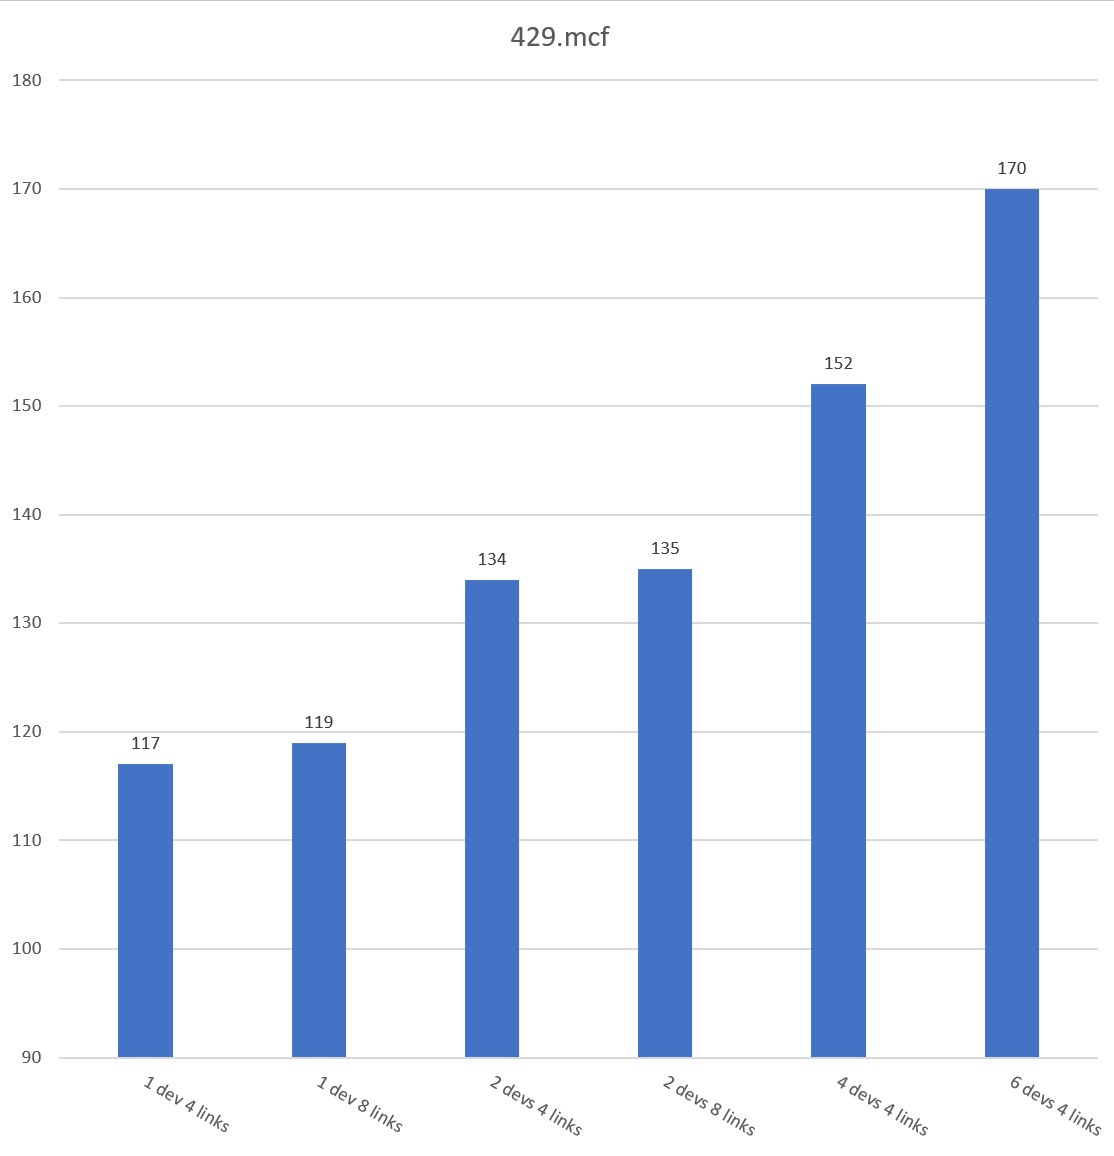 429.mcf
180
170
160
150
140
130
120
110
100
90
117
119
134
135
152
170
1 dev 4 links
1 dev 8 links
2 devs 4 links
2 devs 8 links
4 devs 4 links
6 devs 4 links